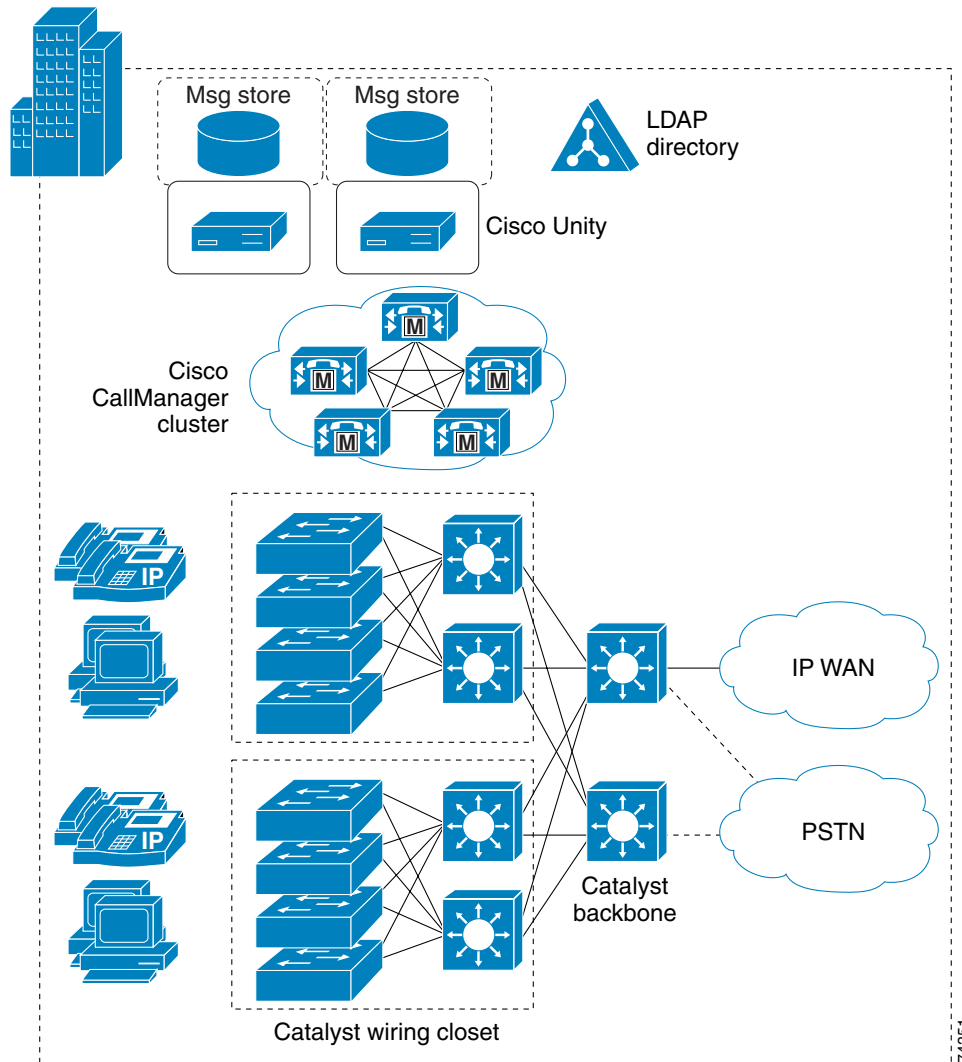 Msg store
Msg store
LDAP
directory
Cisco Unity
M
M
M
M
M
Cisco
CallManager
cluster
IP
IP WAN
IP
PSTN
Catalyst
backbone
Catalyst wiring closet